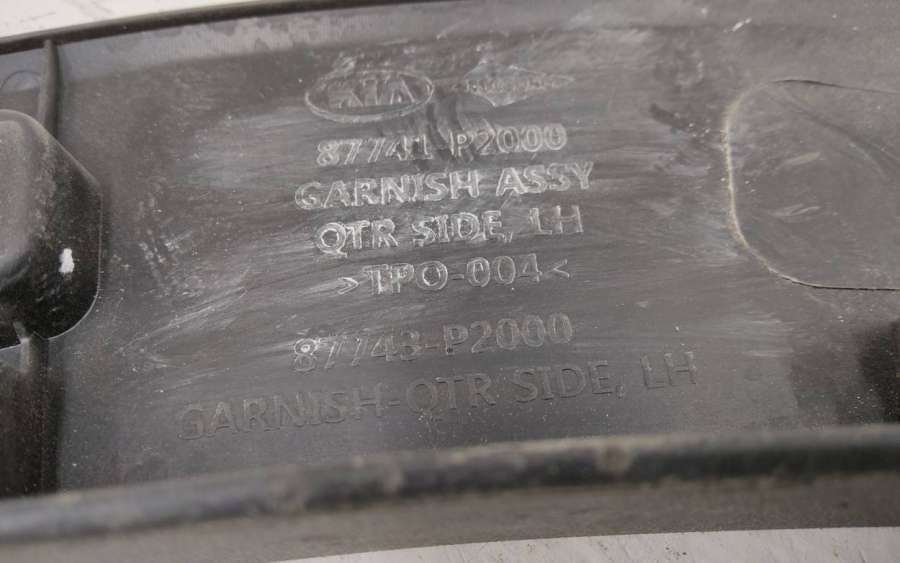 KIA
87741-P2000
GARNISH ASSY
QTR SIDE, LH
>TPO-004<
87743-P2000
GARNISH-QTR SIDE, LH